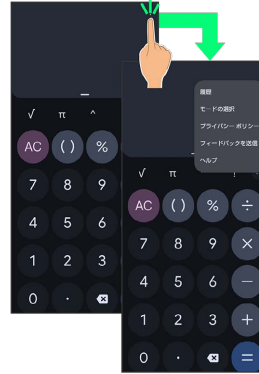 √ π ^
AC ( ) %
7 8 9
4 5 6
1 2 3
0 ·
履歴
モードの選択
プライバシー ポリシー
フィードバックを送信
ヘルプ
√ π !
AC ( ) % ÷
7 8 9 ×
4 5 6 −
1 2 3 +
0 · =